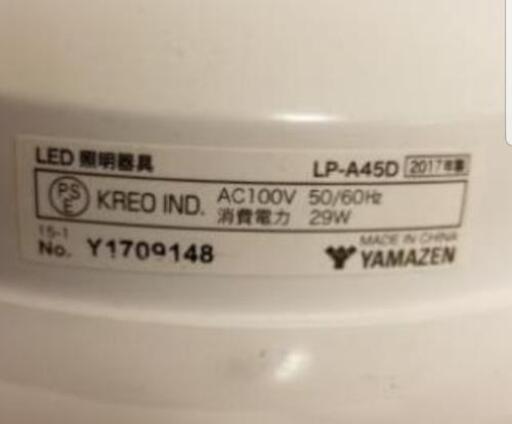 LED 照明器具 LP-A45D 2017年製
PS E KREO IND. AC100V 50/60Hz
消費電力 29W
15-1 MADE IN CHINA
No. Y1709148 YAMAZEN